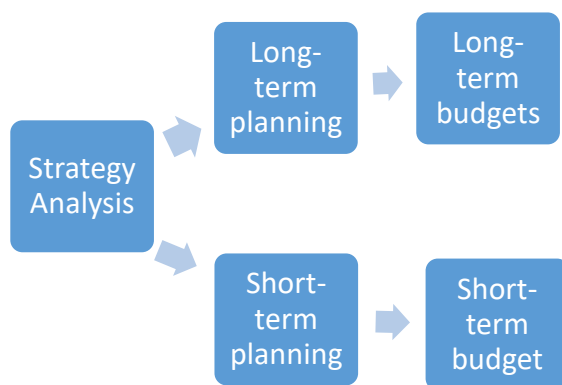 Strategy
Analysis
Long-
term
planning
Long-
term
budgets
Short-
term
planning
Short-
term
budget